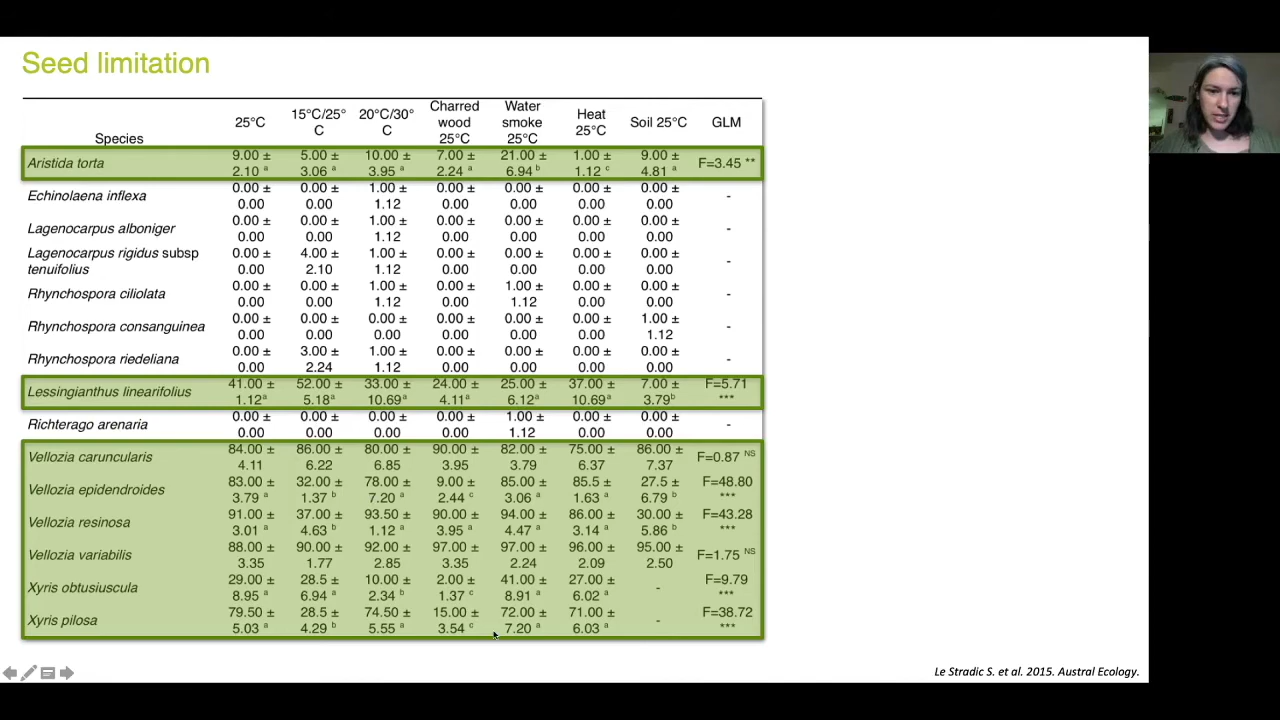 Seed limitation
Species 25°C 15°C/25°C 20°C/30°C Charred wood 25°C Water smoke 25°C Heat 25°C Soil 25°C GLM
Aristida torta 9.00 ± 2.10 a 5.00 ± 3.06 a 10.00 ± 3.95 a 7.00 ± 2.24 a 21.00 ± 6.94 b 1.00 ± 1.12 c 9.00 ± 4.81 a F=3.45 **
Echinolaena inflexa 0.00 ± 0.00 0.00 ± 0.00 1.00 ± 1.12 0.00 ± 0.00 0.00 ± 0.00 0.00 ± 0.00 0.00 ± 0.00 -
Lagenocarpus alboniger 0.00 ± 0.00 0.00 ± 0.00 1.00 ± 1.12 0.00 ± 0.00 0.00 ± 0.00 0.00 ± 0.00 0.00 ± 0.00 -
Lagenocarpus rigidus subsp tenuifolius 0.00 ± 0.00 4.00 ± 2.10 1.00 ± 1.12 0.00 ± 0.00 0.00 ± 0.00 0.00 ± 0.00 0.00 ± 0.00 -
Rhynchospora ciliolata 0.00 ± 0.00 0.00 ± 0.00 1.00 ± 1.12 0.00 ± 0.00 1.00 ± 1.12 0.00 ± 0.00 0.00 ± 0.00 -
Rhynchospora consanguinea 0.00 ± 0.00 0.00 ± 0.00 0.00 ± 0.00 0.00 ± 0.00 0.00 ± 0.00 0.00 ± 0.00 1.00 ± 1.12 -
Rhynchospora riedeliana 0.00 ± 0.00 3.00 ± 2.24 1.00 ± 1.12 0.00 ± 0.00 0.00 ± 0.00 0.00 ± 0.00 0.00 ± 0.00 -
Lessingianthus linearifolius 41.00 ± 1.12a 52.00 ± 5.18a 33.00 ± 10.69a 24.00 ± 4.11a 25.00 ± 6.12a 37.00 ± 10.69a 7.00 ± 3.79b F=5.71 ***
Richterago arenaria 0.00 ± 0.00 0.00 ± 0.00 0.00 ± 0.00 0.00 ± 0.00 1.00 ± 1.12 0.00 ± 0.00 0.00 ± 0.00 -
Vellozia caruncularis 84.00 ± 4.11 86.00 ± 6.22 80.00 ± 6.85 90.00 ± 3.95 82.00 ± 3.79 75.00 ± 6.37 86.00 ± 7.37 F=0.87 NS
Vellozia epidendroides 83.00 ± 3.79 a 32.00 ± 1.37 b 78.00 ± 7.20 a 9.00 ± 2.44 c 85.00 ± 3.06 a 85.5 ± 1.63 a 27.5 ± 6.79 b F=48.80 ***
Vellozia resinosa 91.00 ± 3.01 a 37.00 ± 4.63 b 93.50 ± 1.12 a 90.00 ± 3.95 a 94.00 ± 4.47 a 86.00 ± 3.14 a 30.00 ± 5.86 b F=43.28 ***
Vellozia variabilis 88.00 ± 3.35 90.00 ± 1.77 92.00 ± 2.85 97.00 ± 3.35 97.00 ± 2.24 96.00 ± 2.09 95.00 ± 2.50 F=1.75 NS
Xyris obtusiuscula 29.00 ± 8.95 a 28.5 ± 6.94 a 10.00 ± 2.34 b 2.00 ± 1.37 c 41.00 ± 8.91 a 27.00 ± 6.02 a - F=9.79 ***
Xyris pilosa 79.50 ± 5.03 a 28.5 ± 4.29 b 74.50 ± 5.55 a 15.00 ± 3.54 c 72.00 ± 7.20 a 71.00 ± 6.03 a - F=38.72 ***
Le Stradic S. et al. 2015. Austral Ecology.